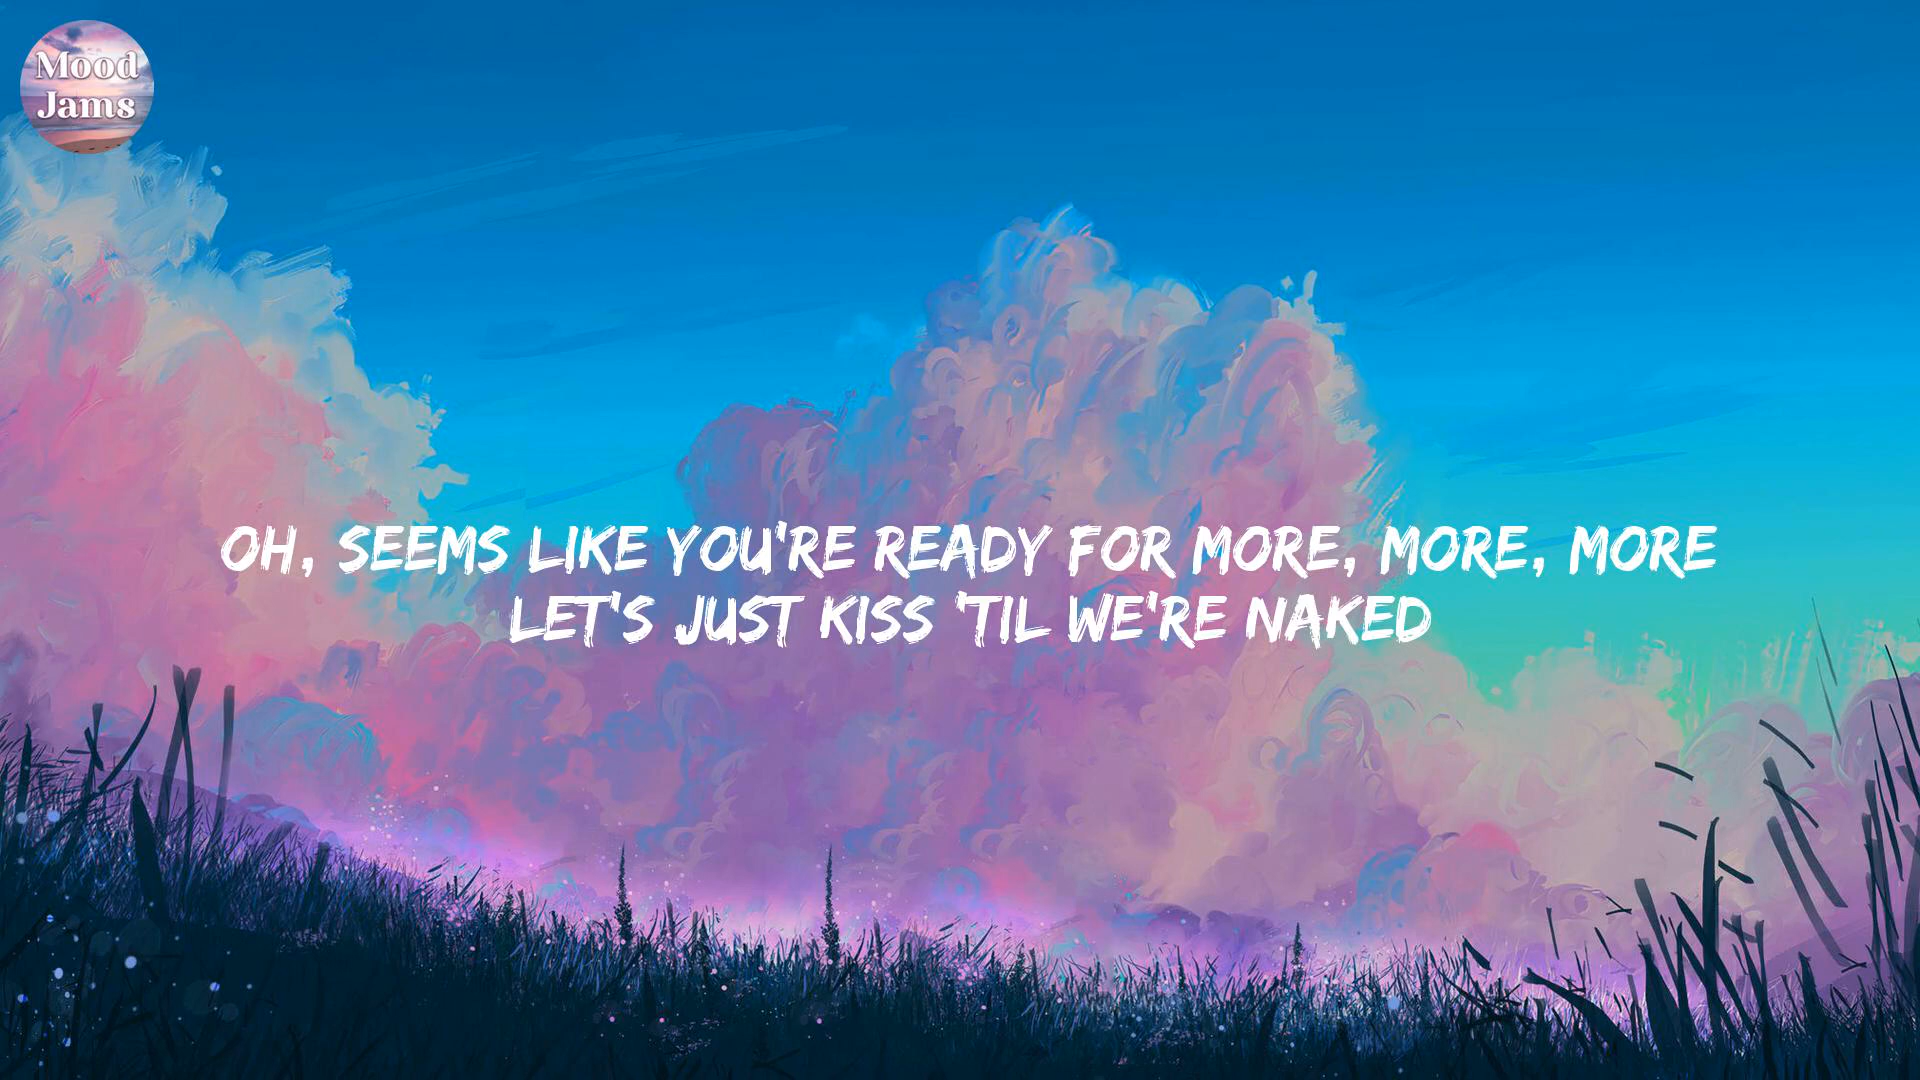 Mood
Jams
OH, SEEMS LIKE YOU'RE READY FOR MORE, MORE, MORE
LET'S JUST KISS 'TIL WE'RE NAKED